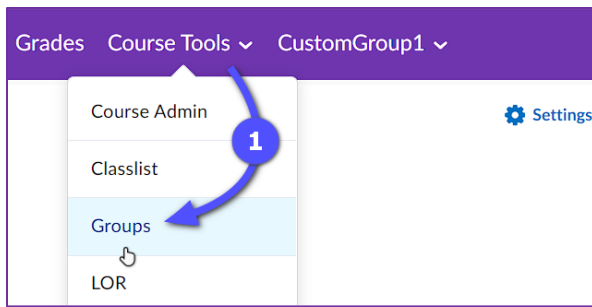 Grades Course Tools CustomGroup1
Course Admin
Settings
1
Classlist
Groups
LOR